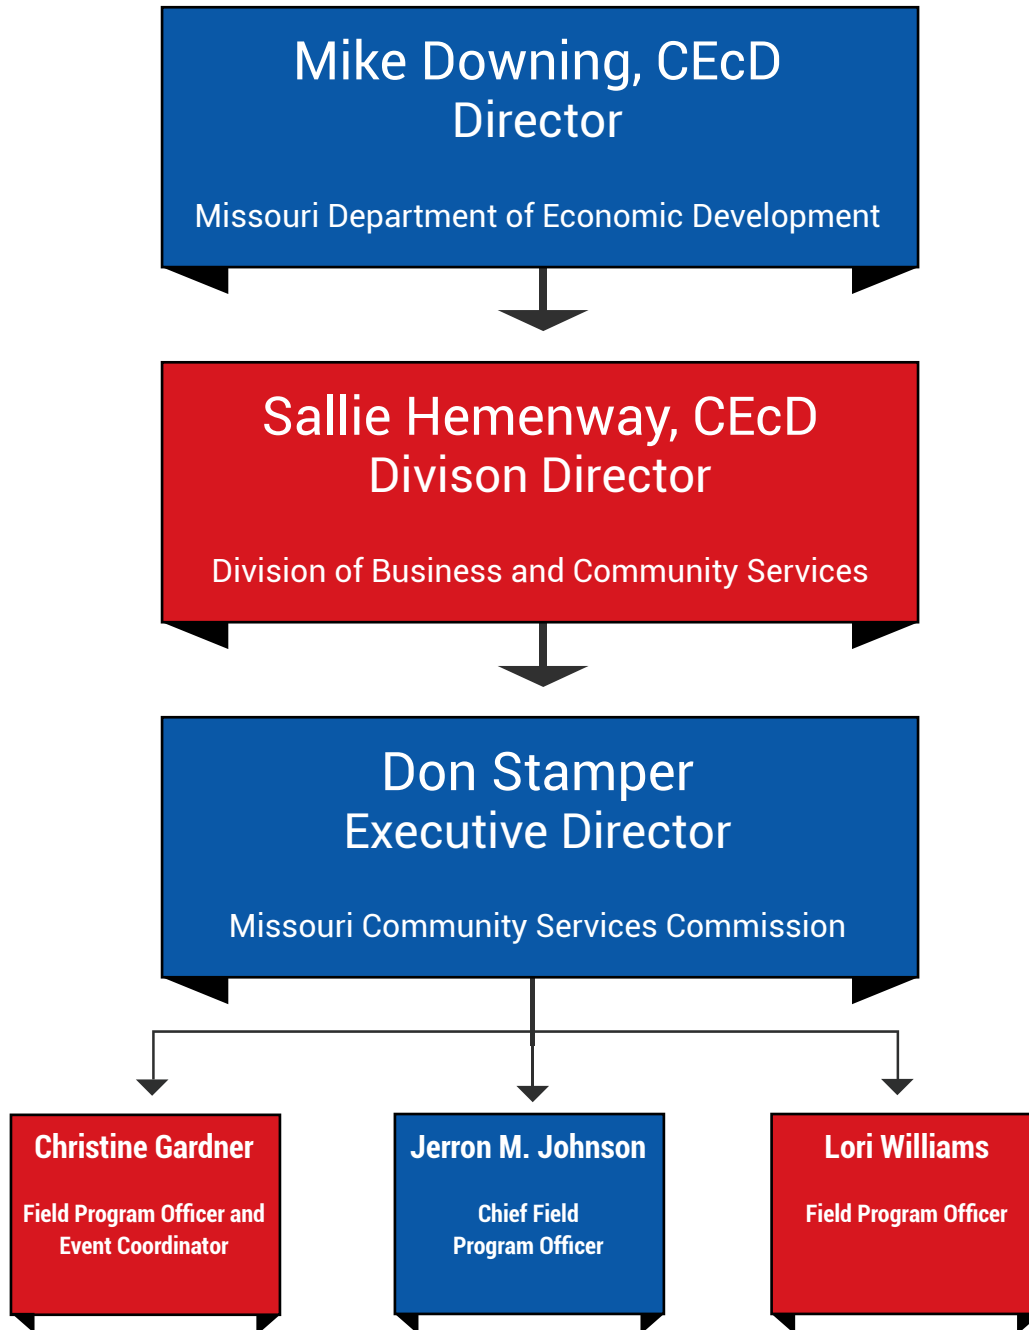 Mike Downing, CEcD
Director
Missouri Department of Economic Development
Sallie Hemenway, CEcD
Divison Director
Division of Business and Community Services
Don Stamper
Executive Director
Missouri Community Services Commission
Christine Gardner
Field Program Officer and
Event Coordinator
Jerron M. Johnson
Chief Field
Program Officer
Lori Williams
Field Program Officer